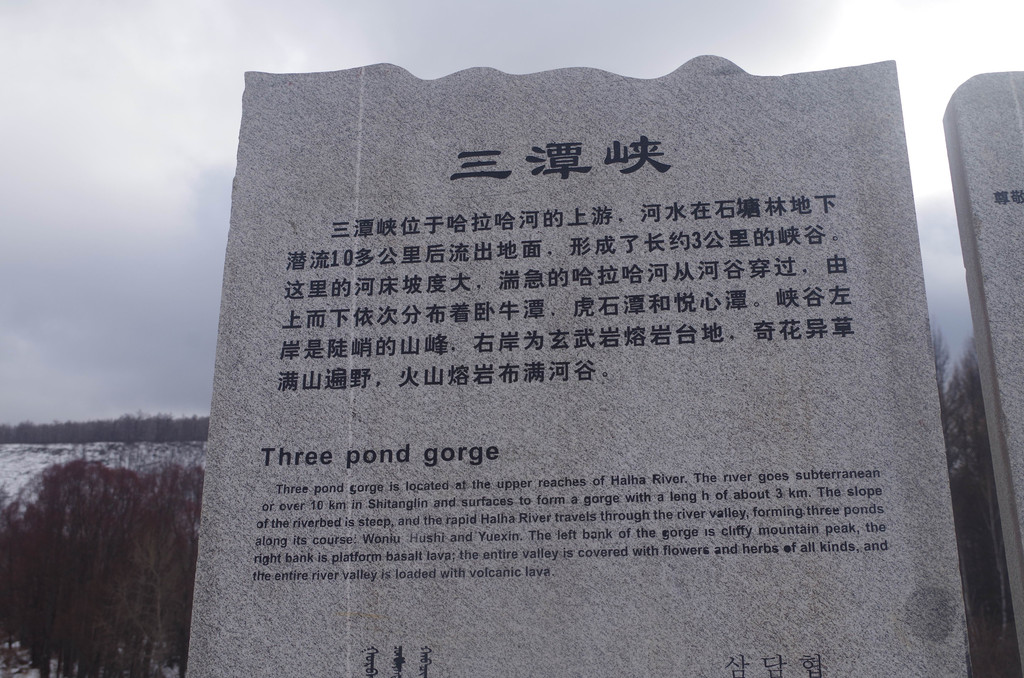 三潭峡
三潭峡位于哈拉哈河的上游，河水在石塘林地下
潜流10多公里后流出地面，形成了长约3公里的峡谷。
这里的河床坡度大，湍急的哈拉哈河从河谷穿过，由
上而下依次分布着卧牛潭，虎石潭和悦心潭。峡谷左
岸是陡峭的山峰，右岸为玄武岩熔岩台地，奇花异草
满山遍野，火山熔岩布满河谷。
Three pond gorge
Three pond gorge is located at the upper reaches of Halha River. The river goes subterranean
or over 10 km in Shitanglin and surfaces to form a gorge with a leng h of about 3 km. The slope
of the riverbed is steep, and the rapid Halha River travels through the river valley, forming three ponds
along its course: Woniu Hushi and Yuexin. The left bank of the gorge is cliffy mountain peak, the
right bank is platform basalt lava; the entire valley is covered with flowers and herbs of all kinds, and
the entire river valley is loaded with volcanic lava.
삼담협
尊敬